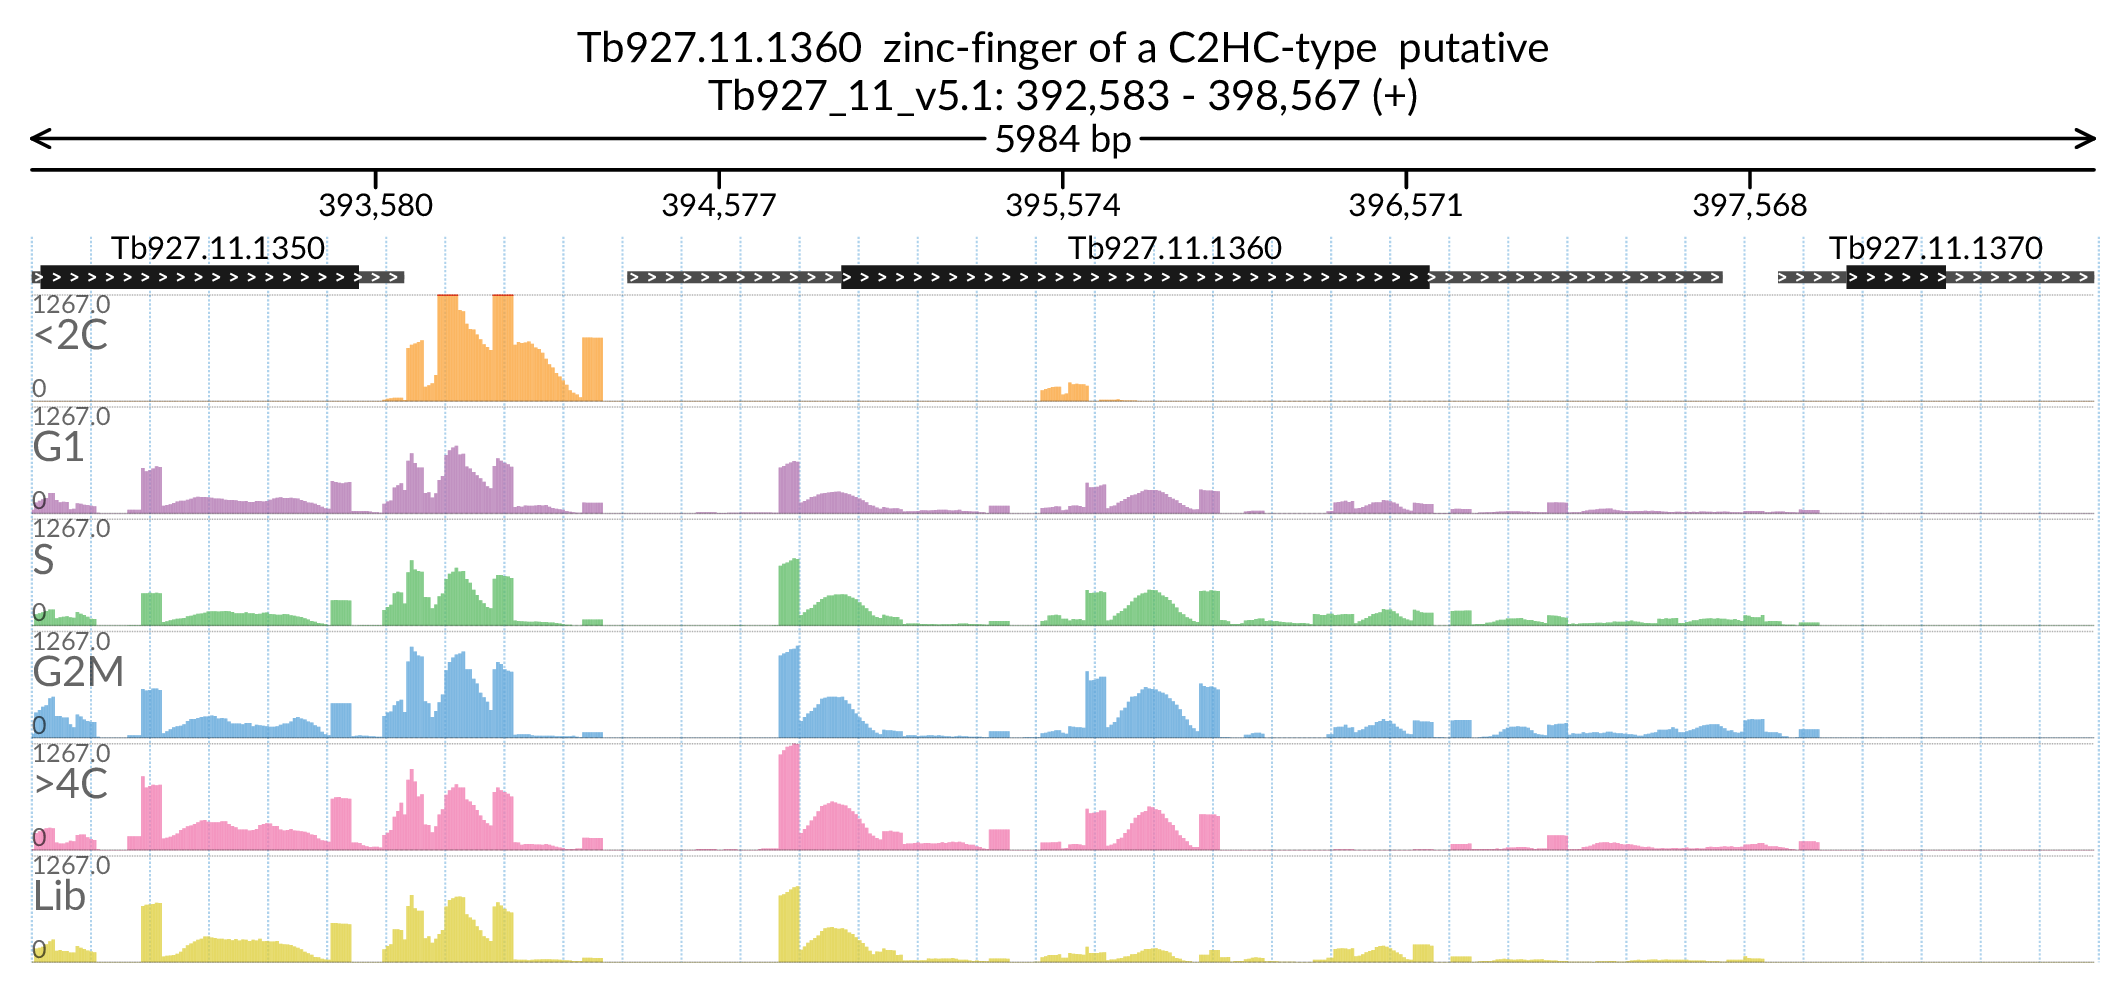 Tb927.11.1360  zinc-finger of a C2HC-type  putative
Tb927_11_v5.1: 392,583 - 398,567 (+)
5984 bp
393,580 394,577 395,574 396,571 397,568
Tb927.11.1350 Tb927.11.1360 Tb927.11.1370
1267.0
<2C
0
1267.0
G1
0
1267.0
S
0
1267.0
G2M
0
1267.0
>4C
0
1267.0
Lib
0